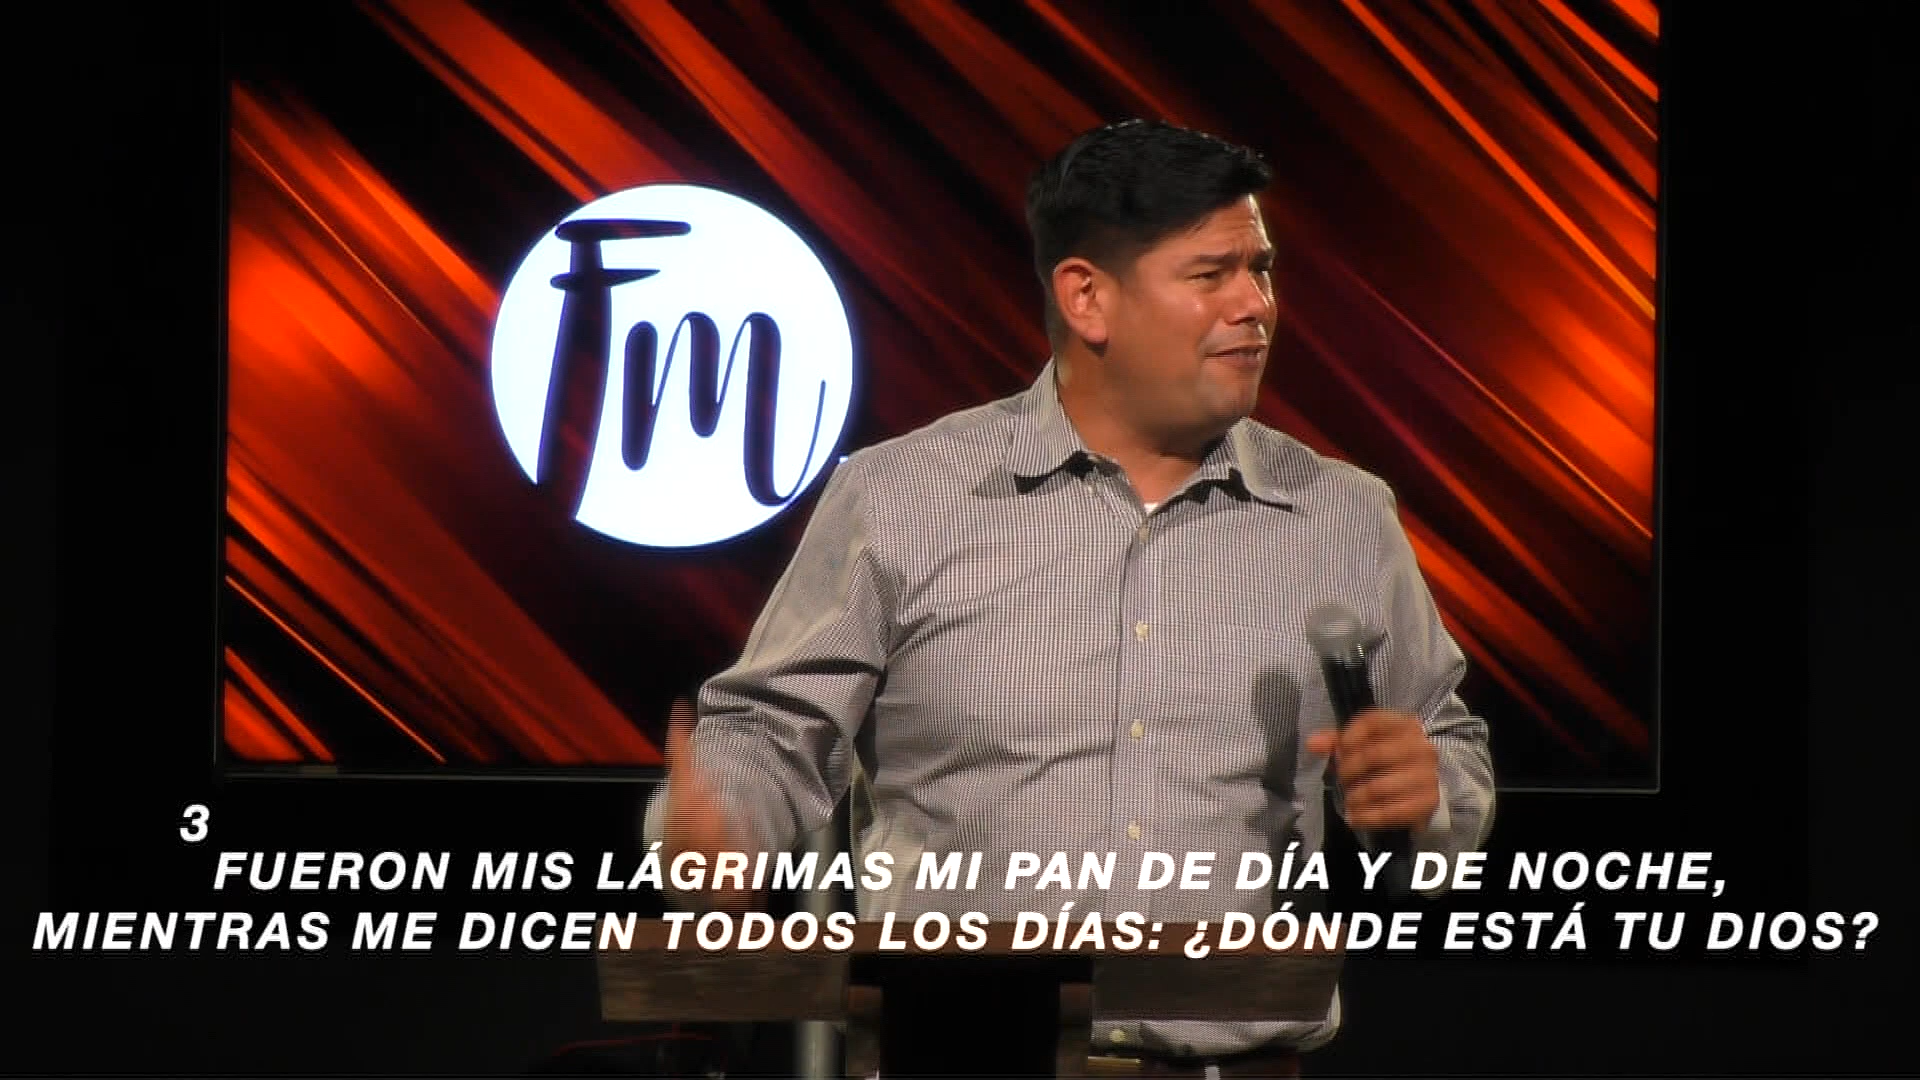 Fm
3
FUERON MIS LÁGRIMAS MI PAN DE DÍA Y DE NOCHE,
MIENTRAS ME DICEN TODOS LOS DÍAS: ¿DÓNDE ESTÁ TU DIOS?